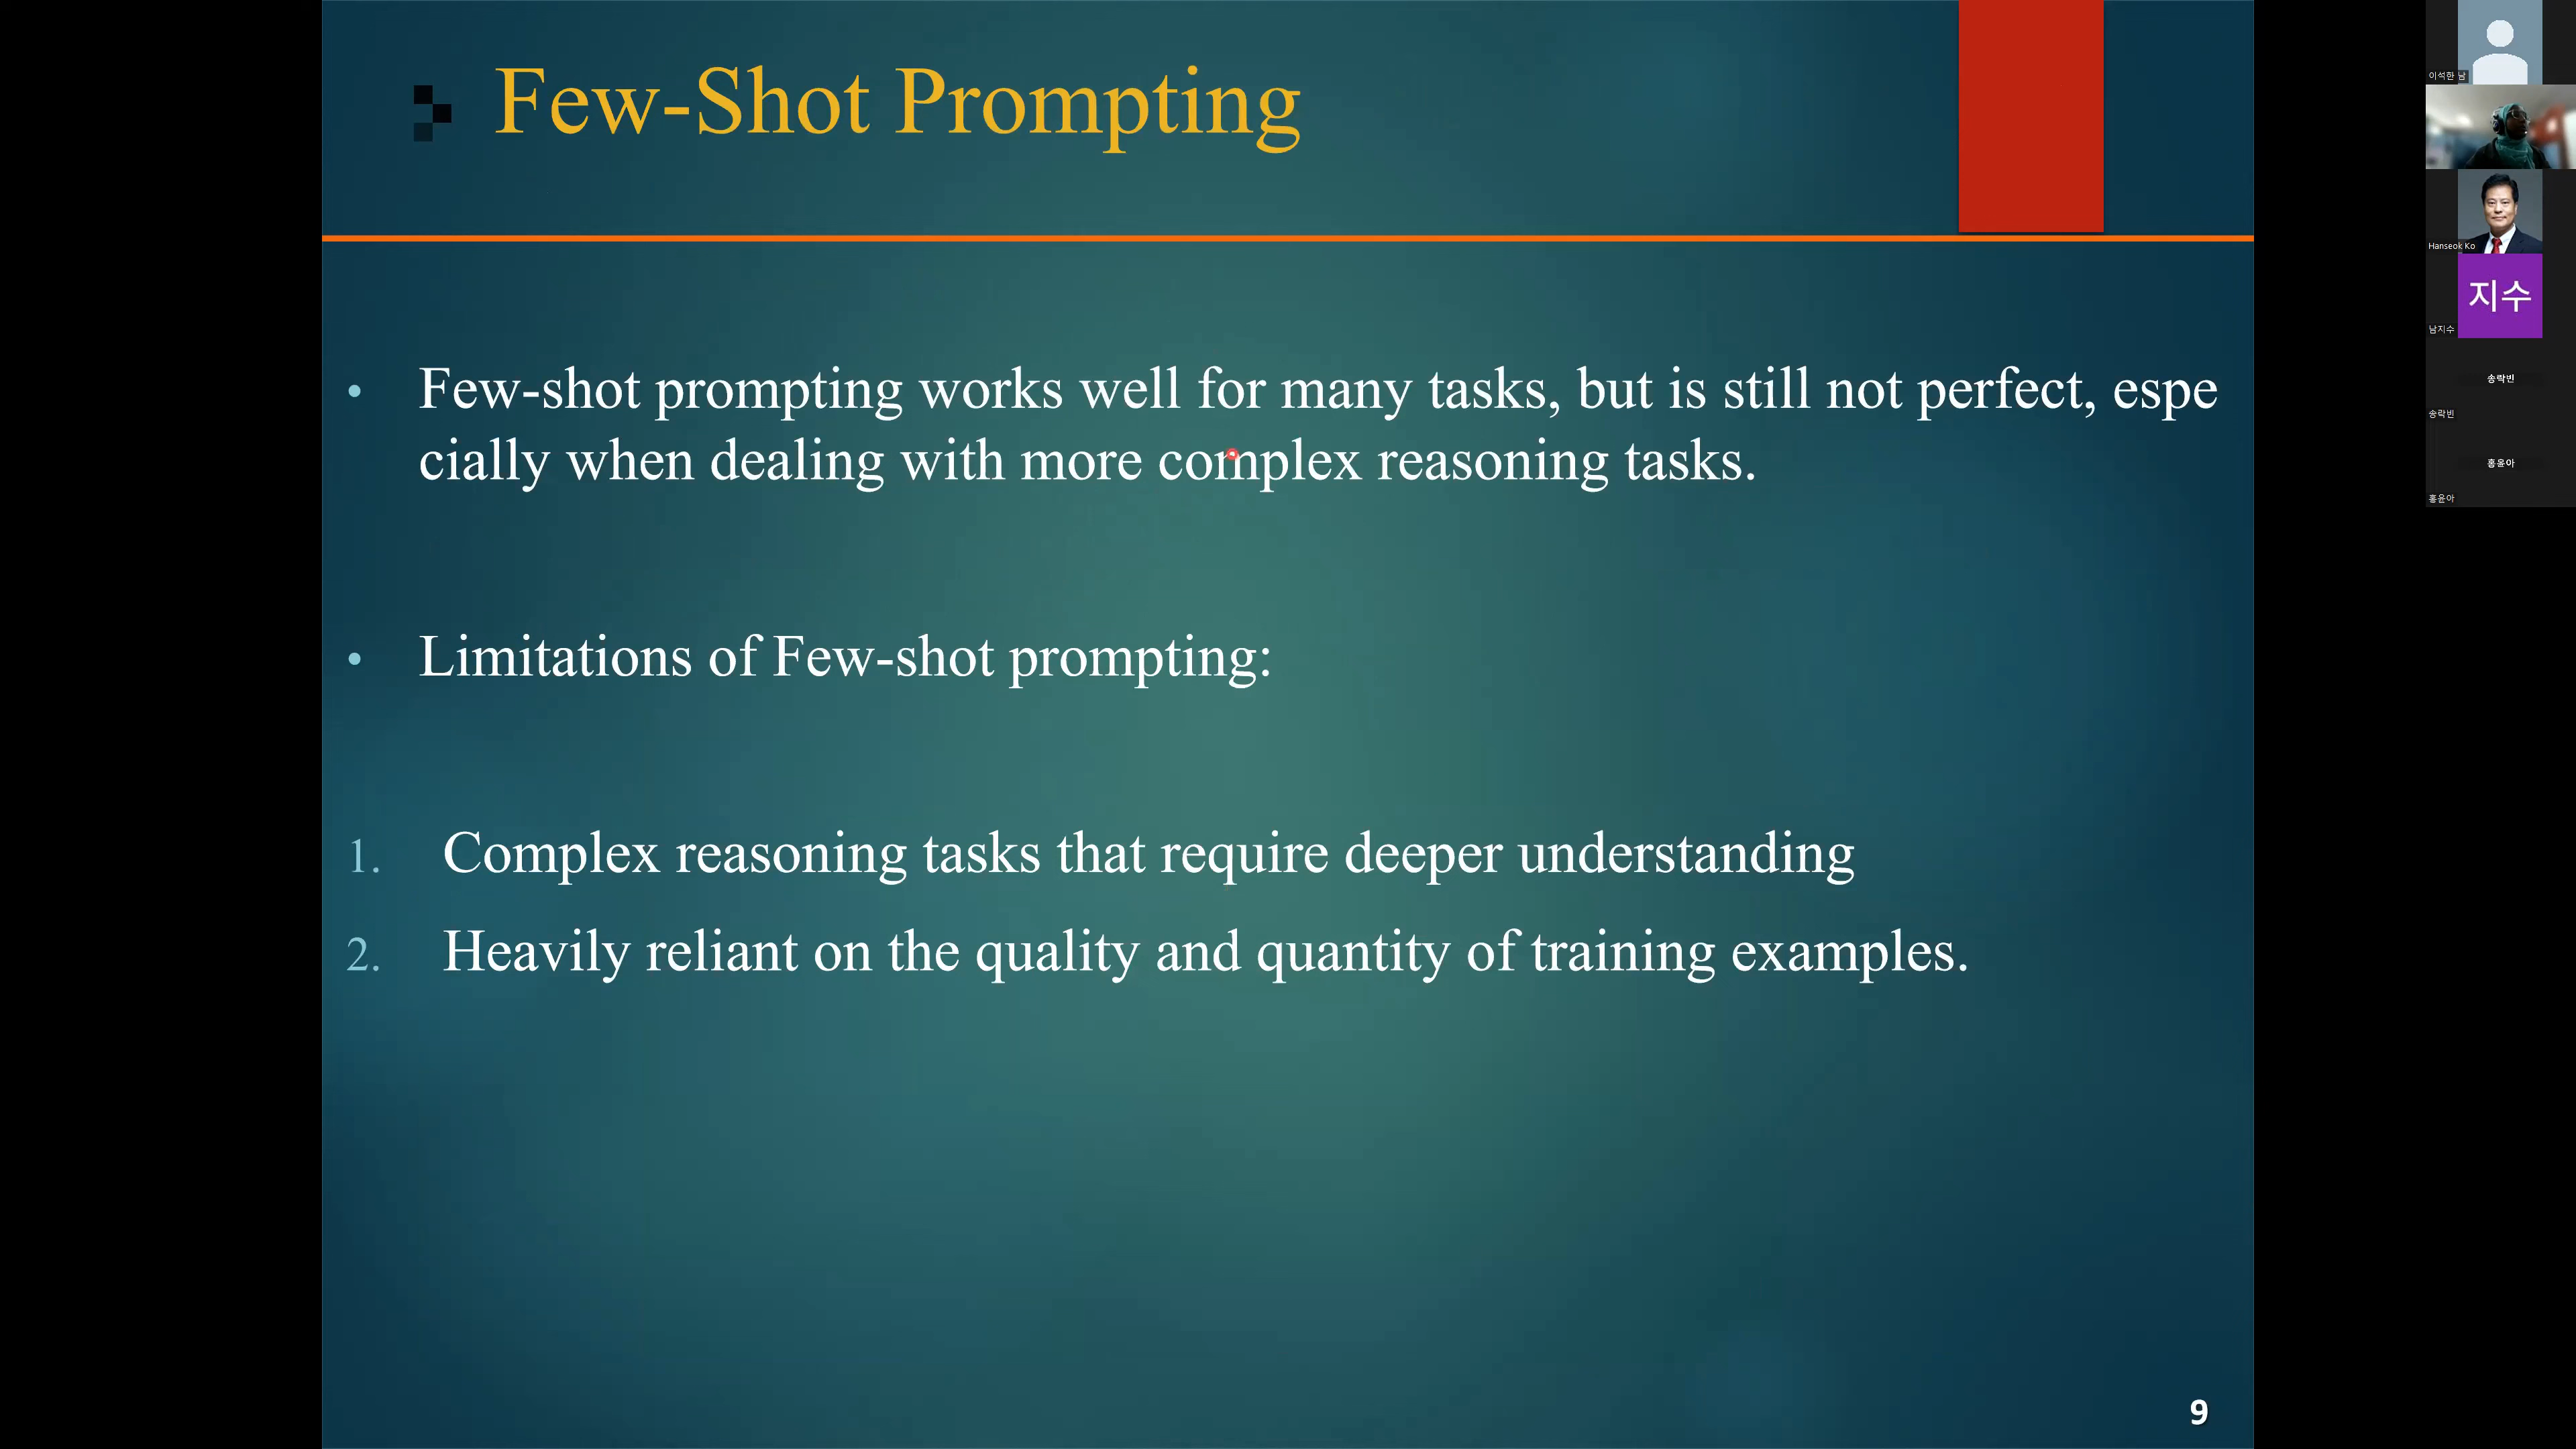 Few-Shot Prompting
• Few-shot prompting works well for many tasks, but is still not perfect, espe
cially when dealing with more complex reasoning tasks.
• Limitations of Few-shot prompting:
1. Complex reasoning tasks that require deeper understanding
2. Heavily reliant on the quality and quantity of training examples.
9
이석한 남
Hanseok Ko
지수
남지수
송락빈
송락빈
홍윤아
홍윤아